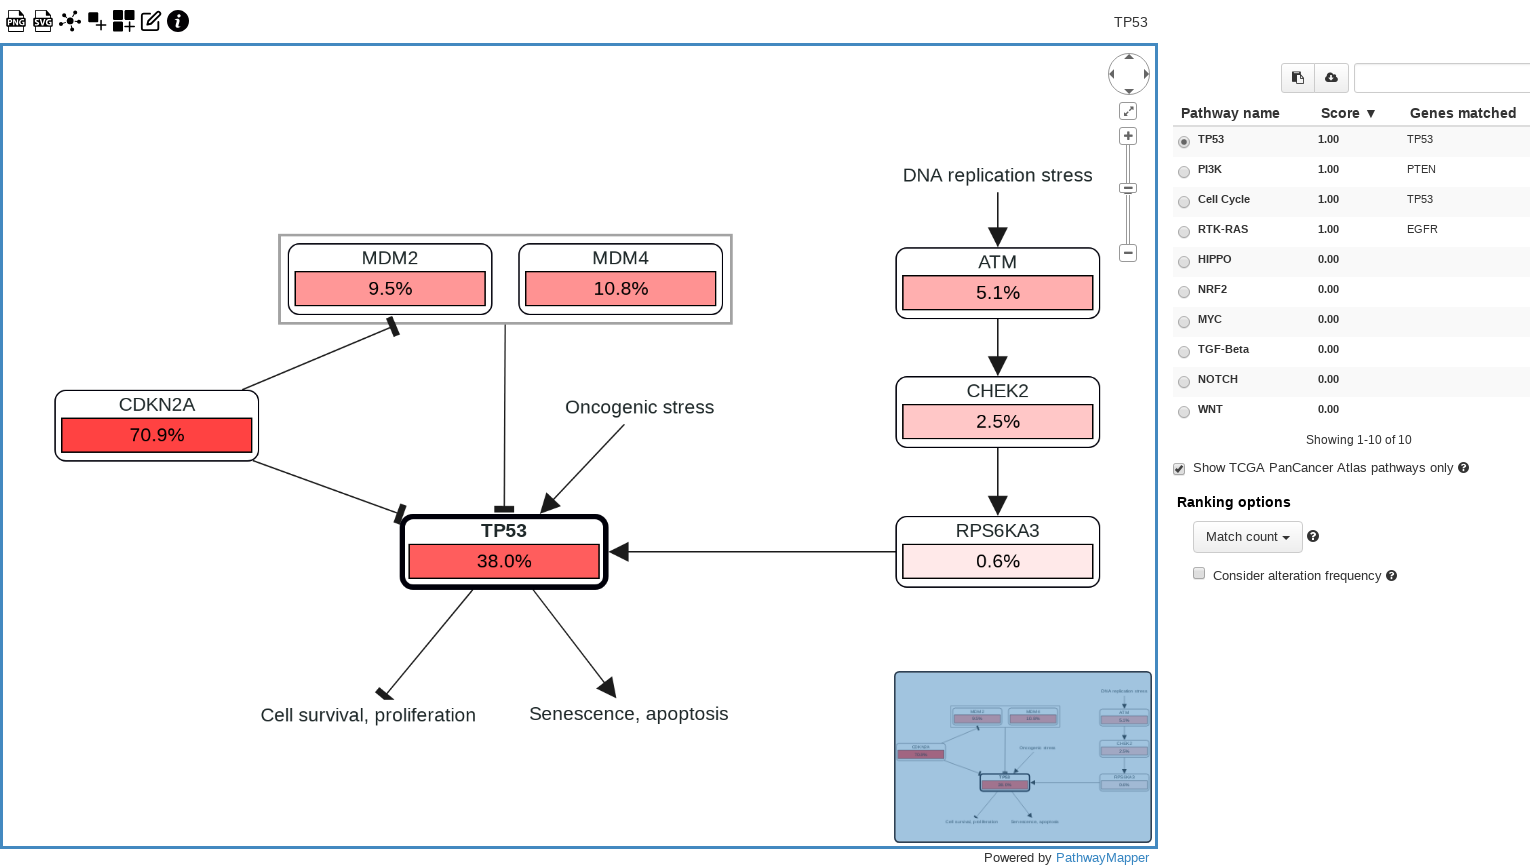 PNG SVG
TP53
DNA replication stress
MDM2 MDM4
9.5% 10.8%
ATM
5.1%
CDKN2A
70.9%
Oncogenic stress
CHEK2
2.5%
TP53
38.0%
RPS6KA3
0.6%
Cell survival, proliferation
Senescence, apoptosis
Powered by PathwayMapper
Pathway name Score ▼ Genes matched
TP53 1.00 TP53
PI3K 1.00 PTEN
Cell Cycle 1.00 TP53
RTK-RAS 1.00 EGFR
HIPPO 0.00
NRF2 0.00
MYC 0.00
TGF-Beta 0.00
NOTCH 0.00
WNT 0.00
Showing 1-10 of 10
Show TCGA PanCancer Atlas pathways only
Ranking options
Match count
Consider alteration frequency